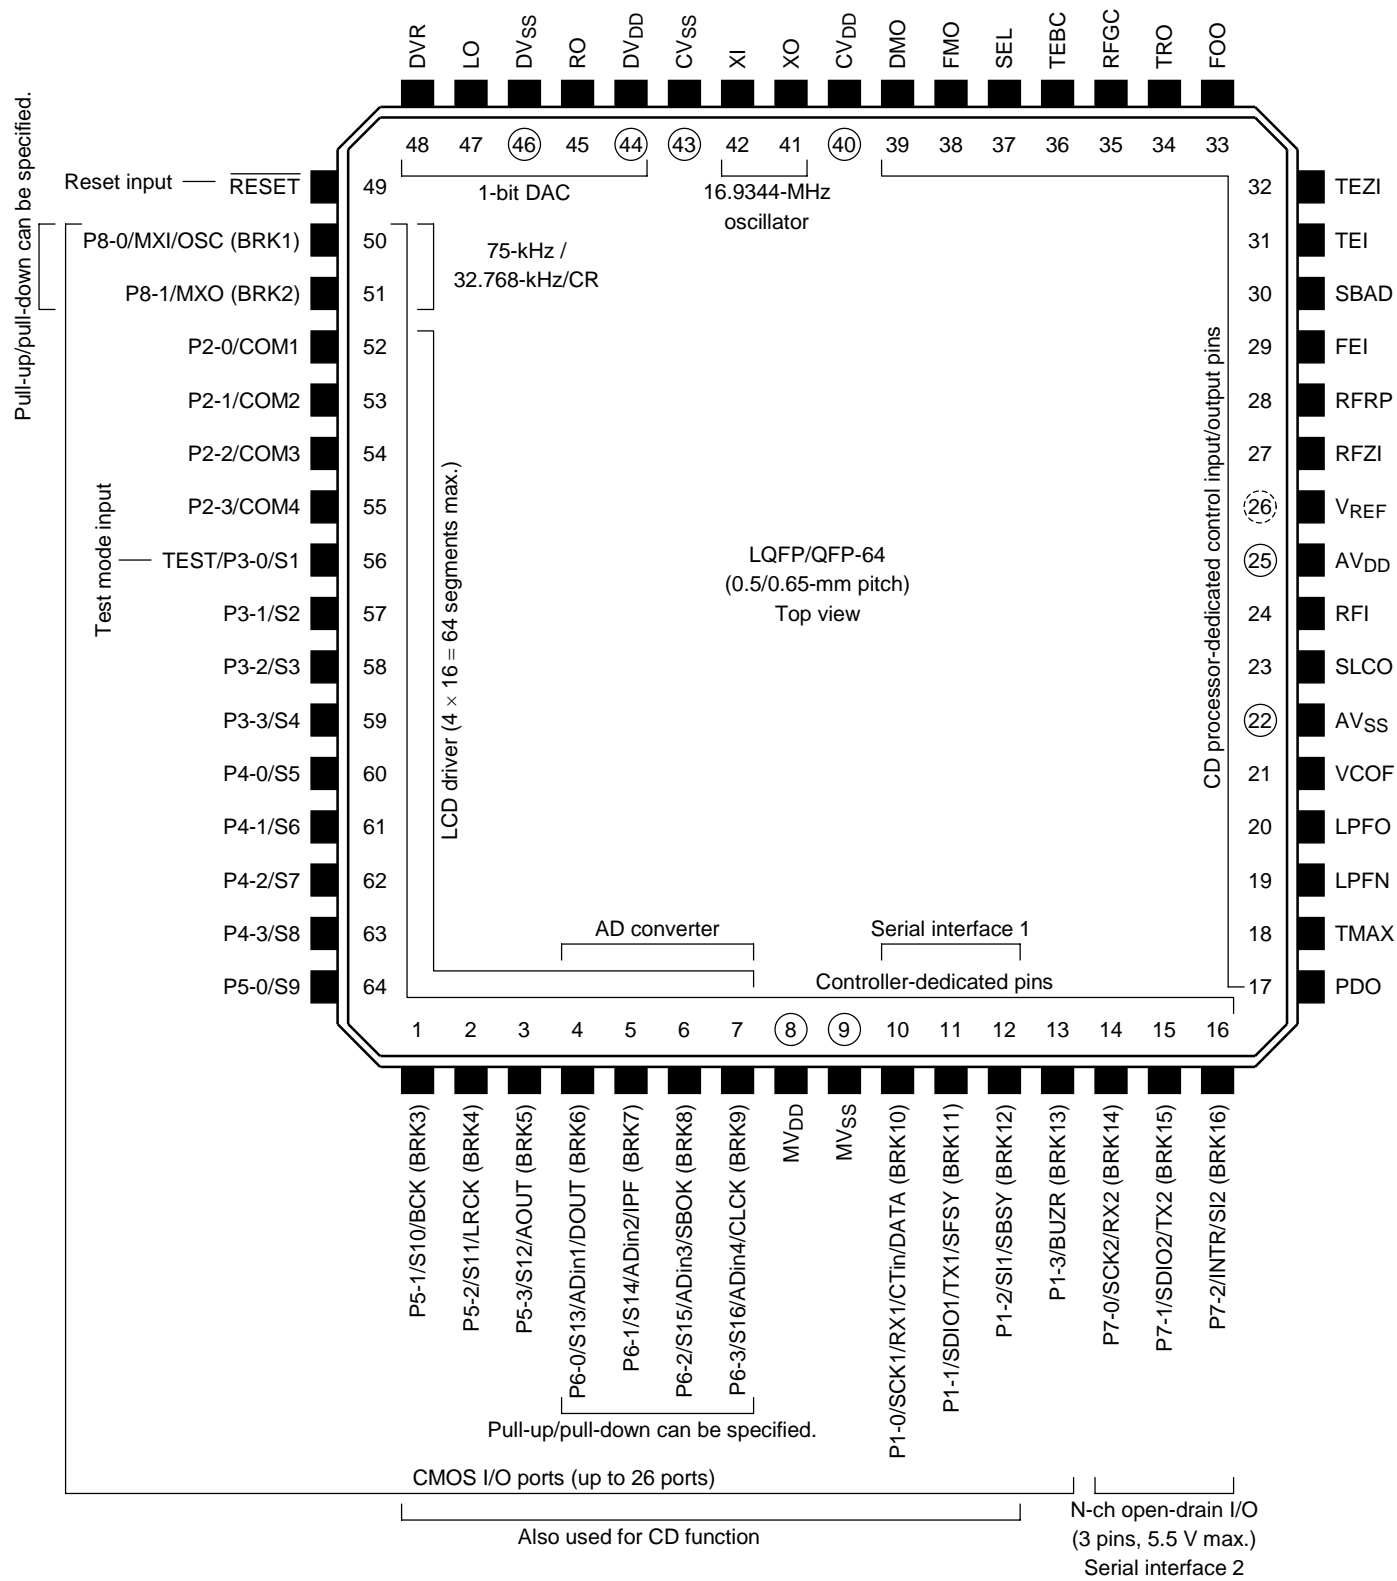 DVR
LO
DVSS
RO
DVDD
CVSS
XI
XO
CVDD
DMO
FMO
SEL
TEBC
RFGC
TRO
FOO
48 47 46 45 44 43 42 41 40 39 38 37 36 35 34 33
1-bit DAC
16.9344-MHz
oscillator
Pull-up/pull-down can be specified.
Reset input
RESET 49
P8-0/MXI/OSC (BRK1) 50
P8-1/MXO (BRK2) 51
75-kHz /
32.768-kHz/CR
P2-0/COM1 52
P2-1/COM2 53
P2-2/COM3 54
P2-3/COM4 55
Test mode input
TEST/P3-0/S1 56
P3-1/S2 57
P3-2/S3 58
P3-3/S4 59
P4-0/S5 60
P4-1/S6 61
P4-2/S7 62
P4-3/S8 63
P5-0/S9 64
LCD driver (4 × 16 = 64 segments max.)
LQFP/QFP-64
(0.5/0.65-mm pitch)
Top view
CD processor-dedicated control input/output pins
32 TEZI
31 TEI
30 SBAD
29 FEI
28 RFRP
27 RFZI
26 VREF
25 AVDD
24 RFI
23 SLCO
22 AVSS
21 VCOF
20 LPFO
19 LPFN
18 TMAX
17 PDO
AD converter
Serial interface 1
Controller-dedicated pins
1 2 3 4 5 6 7 8 9 10 11 12 13 14 15 16
P5-1/S10/BCK (BRK3)
P5-2/S11/LRCK (BRK4)
P5-3/S12/AOUT (BRK5)
P6-0/S13/ADin1/DOUT (BRK6)
P6-1/S14/ADin2/IPF (BRK7)
P6-2/S15/ADin3/SBOK (BRK8)
P6-3/S16/ADin4/CLCK (BRK9)
MVDD
MVSS
P1-0/SCK1/RX1/CTin/DATA (BRK10)
P1-1/SDIO1/TX1/SFSY (BRK11)
P1-2/SI1/SBSY (BRK12)
P1-3/BUZR (BRK13)
P7-0/SCK2/RX2 (BRK14)
P7-1/SDIO2/TX2 (BRK15)
P7-2/INTR/SI2 (BRK16)
Pull-up/pull-down can be specified.
CMOS I/O ports (up to 26 ports)
Also used for CD function
N-ch open-drain I/O
(3 pins, 5.5 V max.)
Serial interface 2